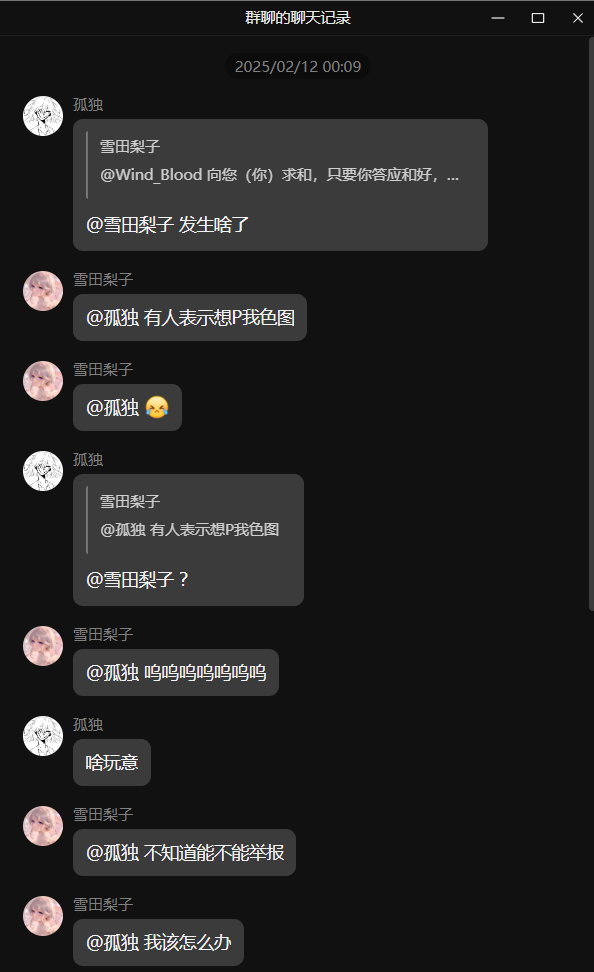 群聊的聊天记录
2025/02/12 00:09
孤独
雪田梨子
@Wind_Blood 向您（你）求和，只要你答应和好，...
@雪田梨子 发生啥了
雪田梨子
@孤独 有人表示想P我色图
雪田梨子
@孤独 😹
孤独
雪田梨子
@孤独 有人表示想P我色图
@雪田梨子？
雪田梨子
@孤独 呜呜呜呜呜呜呜
孤独
啥玩意
雪田梨子
@孤独 不知道能不能举报
雪田梨子
@孤独 我该怎么办